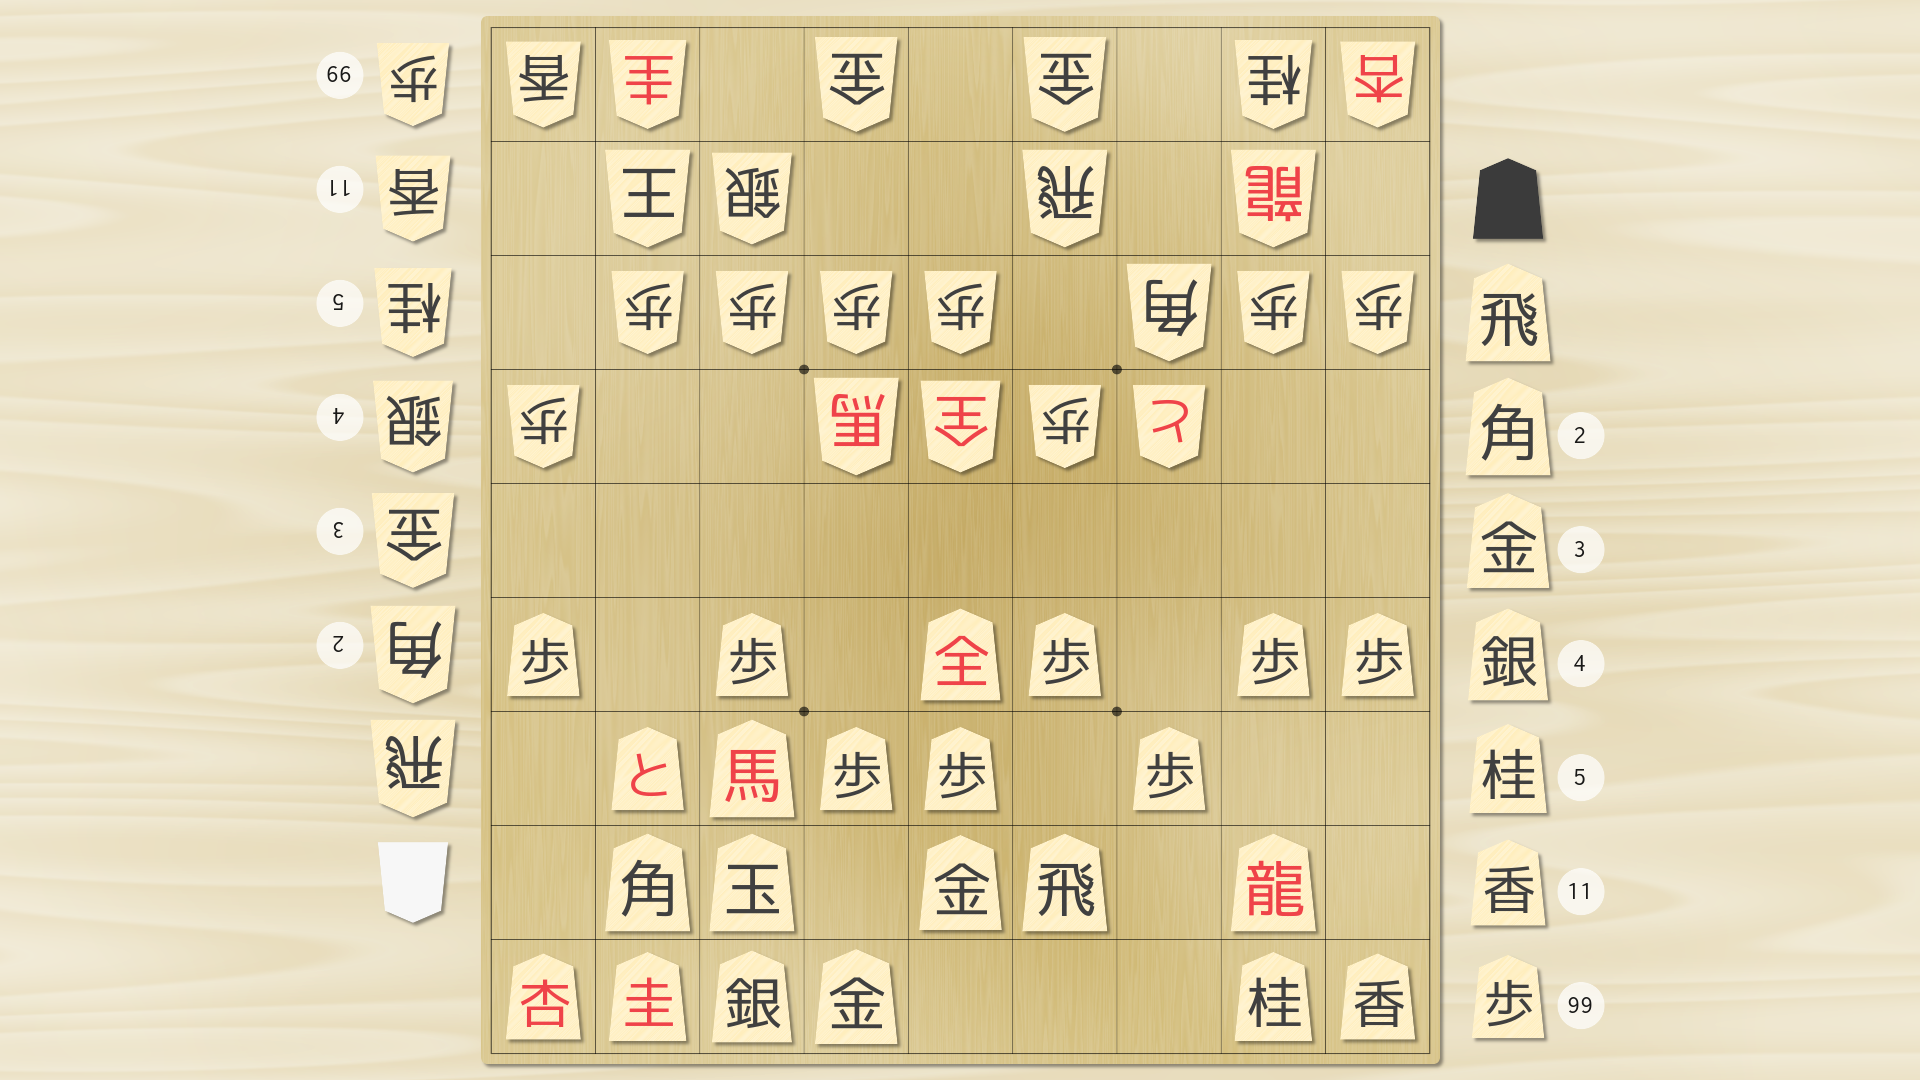 99 歩 香 圭 金 金 桂 杏
11 香 王 銀 飛 龍
5 桂 歩 歩 歩 歩 角 歩 歩 飛
4 銀 歩 馬 全 歩 と 角 2
3 金 金 3
2 角 歩 歩 全 歩 歩 歩 銀 4
飛 と 馬 歩 歩 歩 桂 5
角 玉 金 飛 龍 香 11
杏 圭 銀 金 桂 香 歩 99